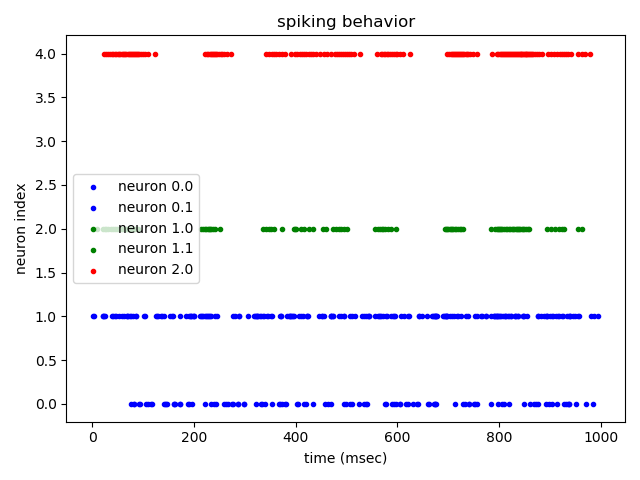 spiking behavior
neuron index
4.0
3.5
3.0
2.5
2.0
1.5
1.0
0.5
0.0
neuron 0.0
neuron 0.1
neuron 1.0
neuron 1.1
neuron 2.0
0 200 400 600 800 1000
time (msec)